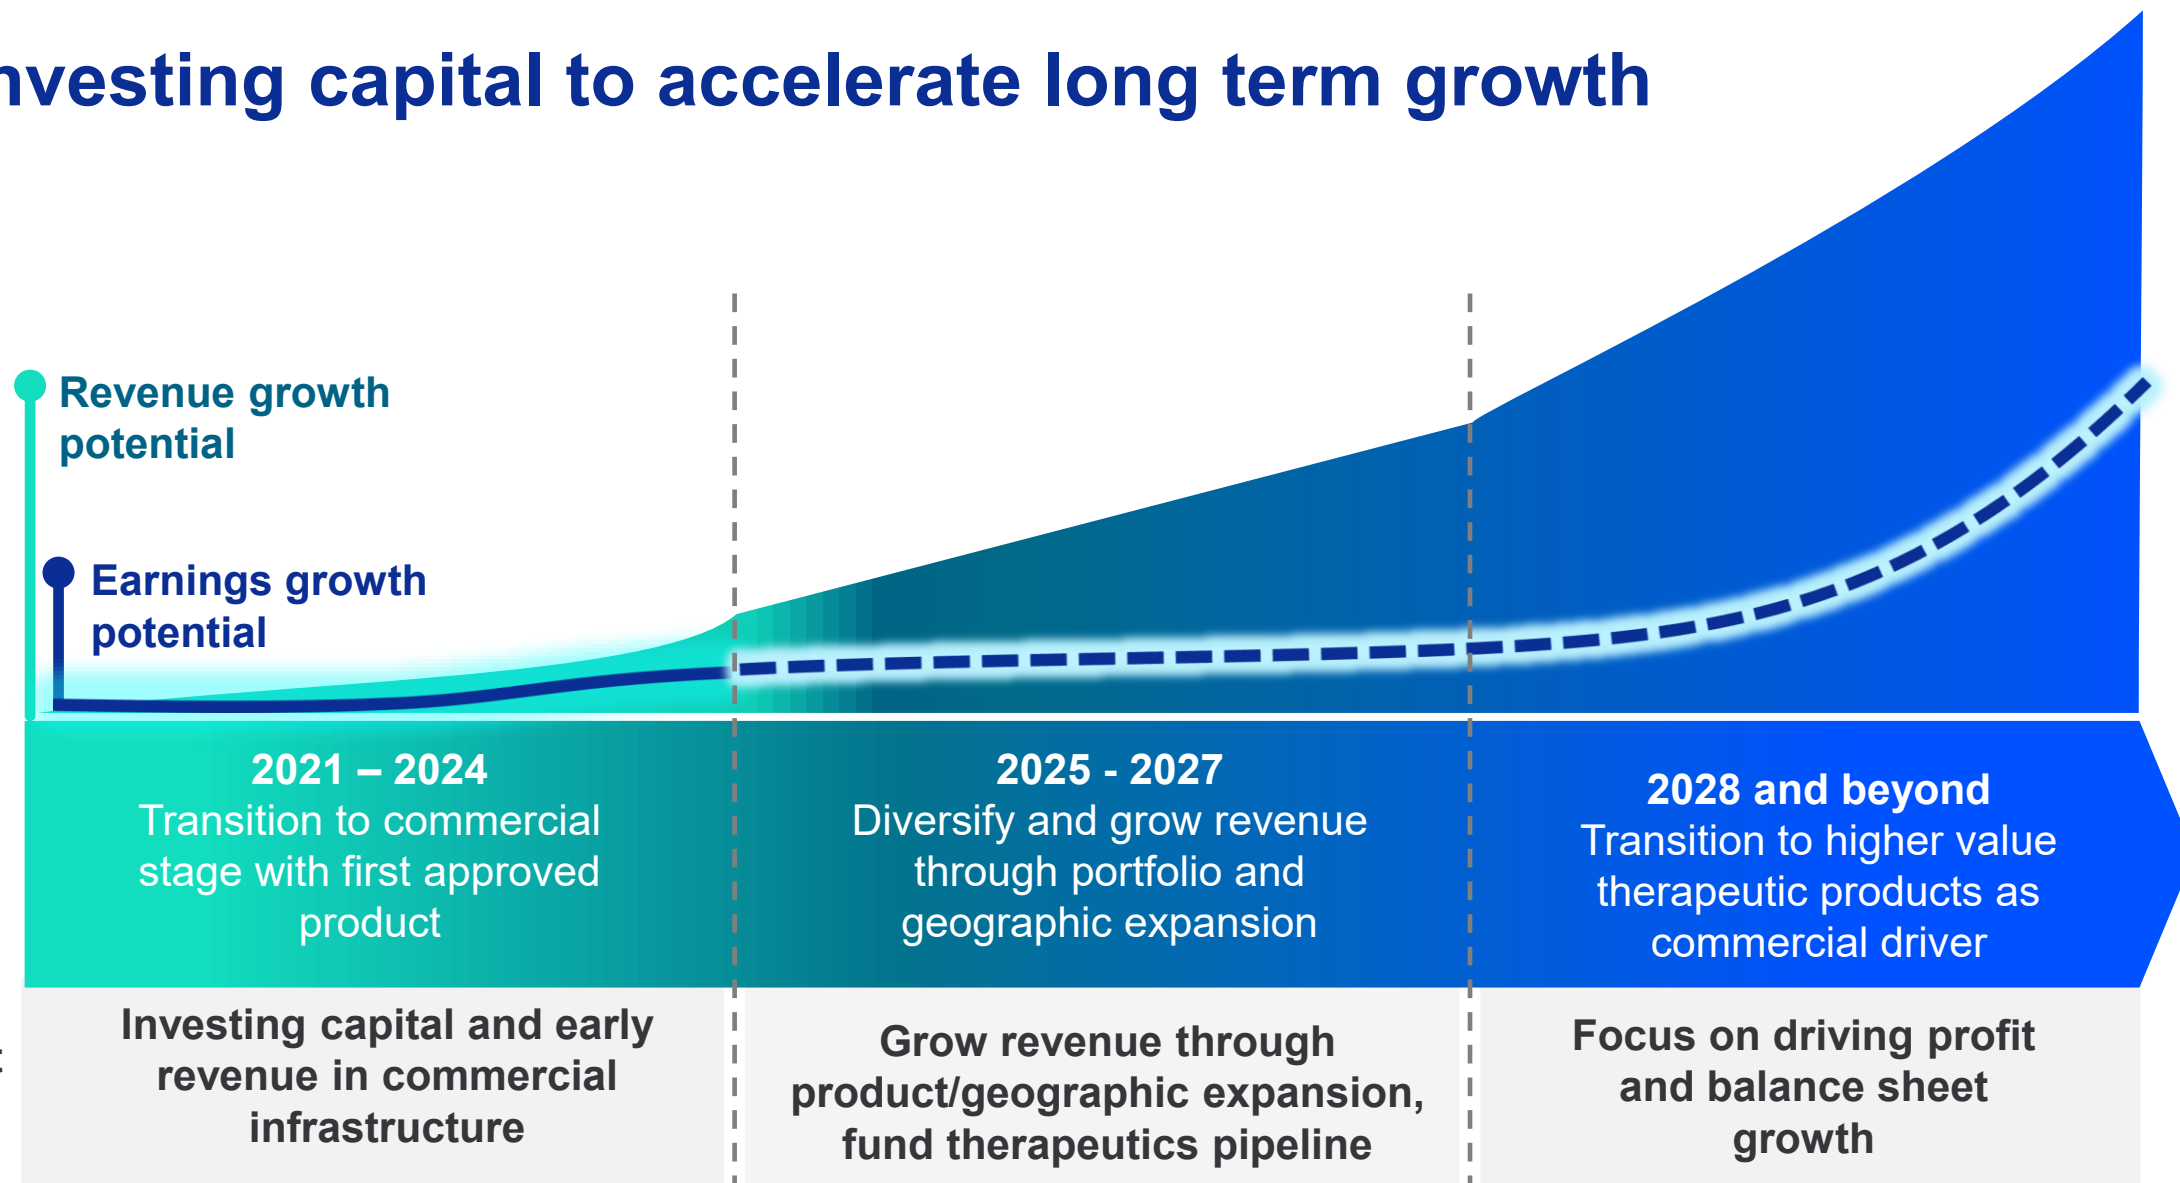 nvesting capital to accelerate long term growth
Revenue growth
potential
Earnings growth
potential
2021 – 2024
Transition to commercial
stage with first approved
product
2025 - 2027
Diversify and grow revenue
through portfolio and
geographic expansion
2028 and beyond
Transition to higher value
therapeutic products as
commercial driver
Investing capital and early
revenue in commercial
infrastructure
Grow revenue through
product/geographic expansion,
fund therapeutics pipeline
Focus on driving profit
and balance sheet
growth